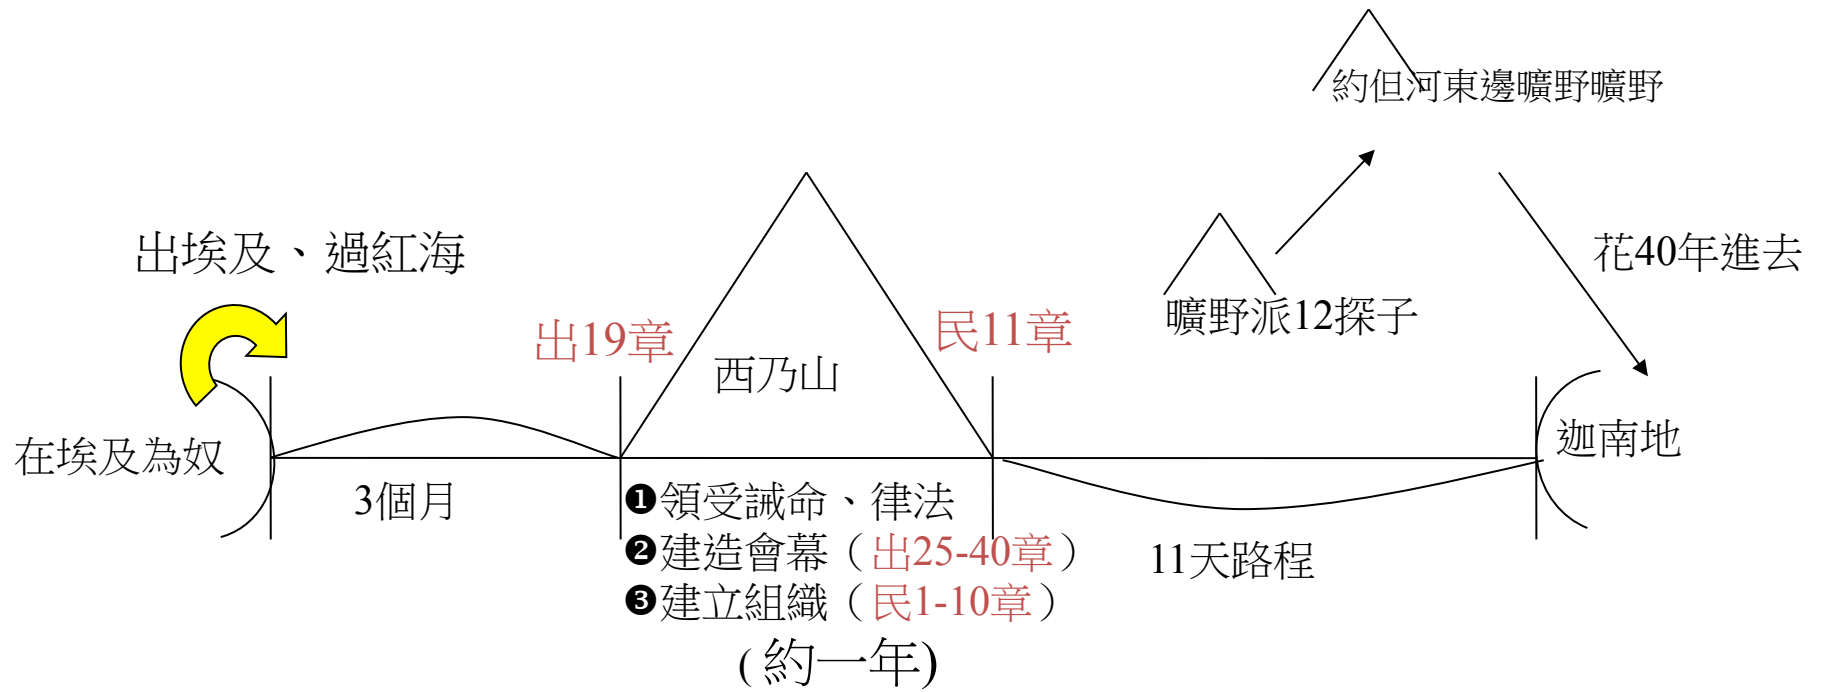 約但河東邊曠野曠野
出埃及、過紅海
花40年進去
曠野派12探子
出19章
民11章
西乃山
在埃及為奴
迦南地
3個月
❶領受誡命、律法
❷建造會幕（出25-40章）
11天路程
❸建立組織（民1-10章）
(約一年)